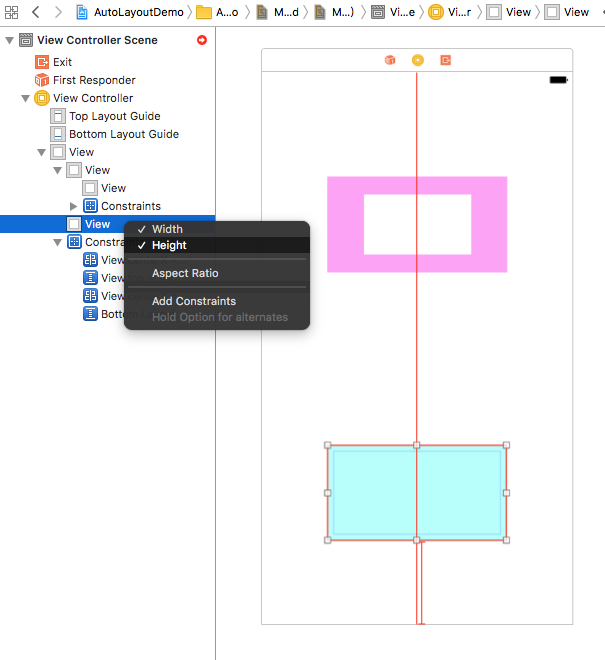 AutoLayoutDemo A...o M...d M...) Vi...e Vi...r View View
View Controller Scene
Exit
First Responder
View Controller
Top Layout Guide
Bottom Layout Guide
View
View
View
Constraints
View
Width
Height
Constra
View
Aspect Ratio
View
View
Add Constraints
Botto
Hold Option for alternates